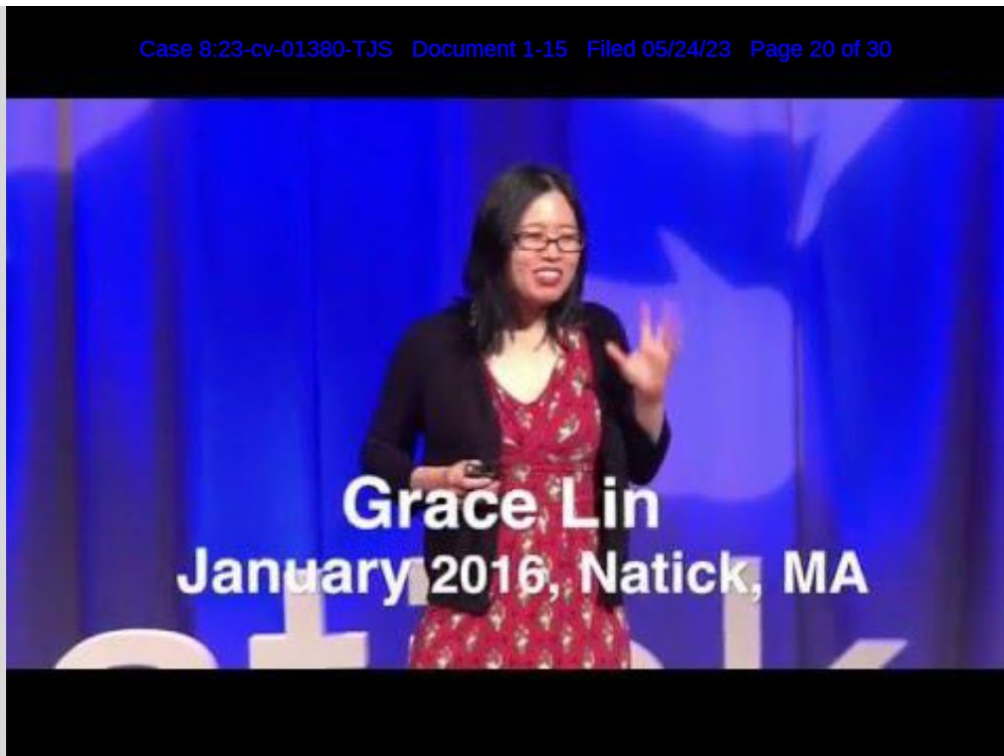 Case 8:23-cv-01380-TJS Document 1-15 Filed 05/24/23 Page 20 of 30
Grace Lin
January 2016, Natick, MA